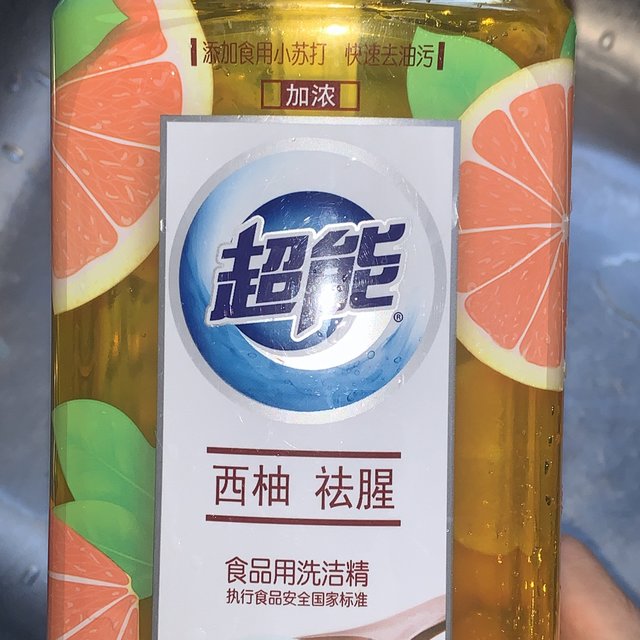 添加食用小苏打 快速去油污
加浓
超能®
西柚 祛腥
食品用洗洁精
执行食品安全国家标准